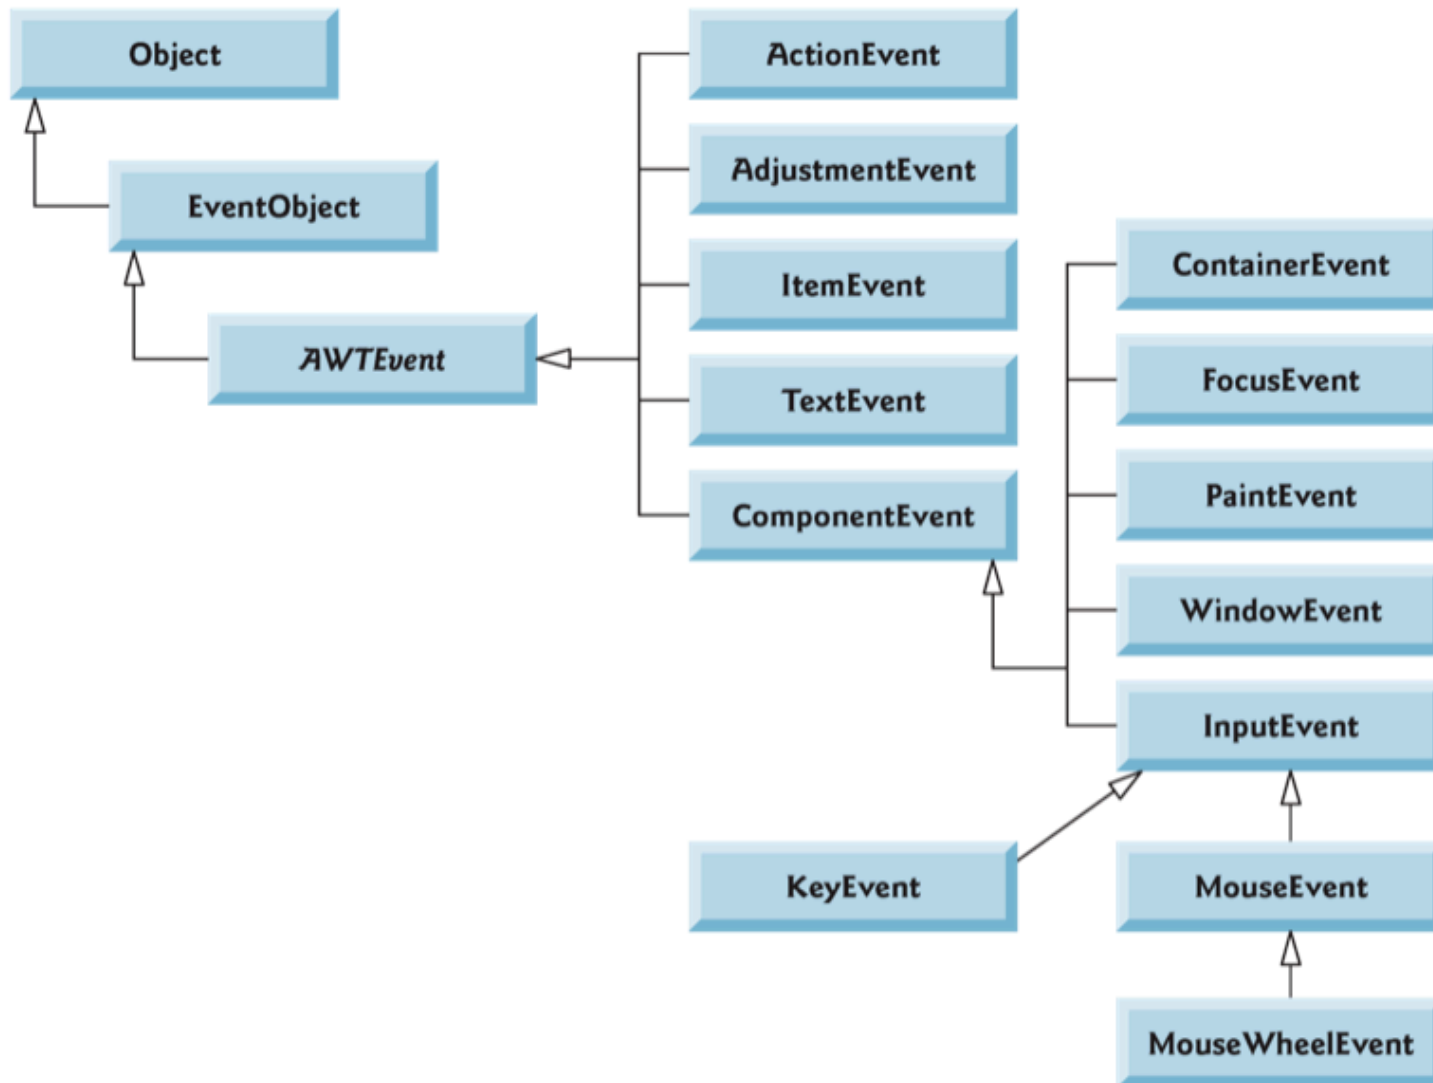 Object
EventObject
AWTEvent
ActionEvent
AdjustmentEvent
ItemEvent
TextEvent
ComponentEvent
ContainerEvent
FocusEvent
PaintEvent
WindowEvent
InputEvent
KeyEvent
MouseEvent
MouseWheelEvent